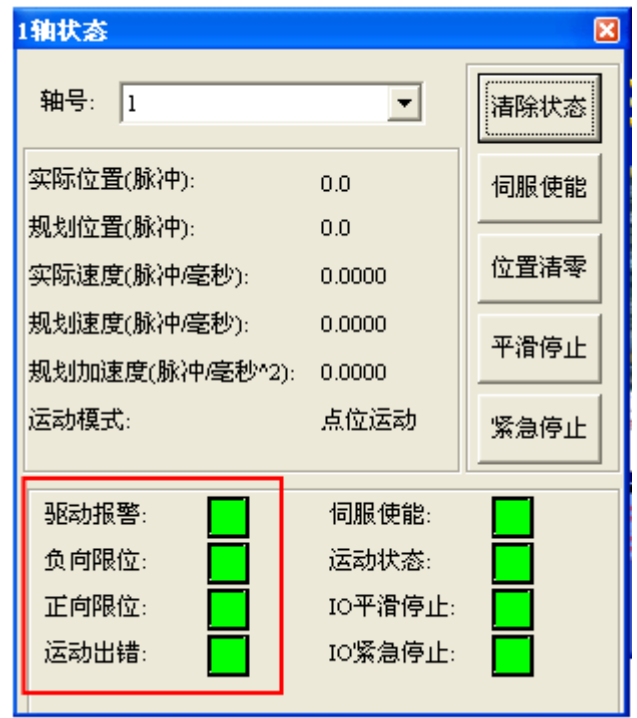 1轴状态
轴号: 1
清除状态
实际位置(脉冲): 0.0
伺服使能
规划位置(脉冲): 0.0
实际速度(脉冲/毫秒): 0.0000
位置清零
规划速度(脉冲/毫秒): 0.0000
平滑停止
规划加速度(脉冲/毫秒^2): 0.0000
运动模式: 点位运动
紧急停止
驱动报警: 伺服使能:
负向限位: 运动状态:
正向限位: IO平滑停止:
运动出错: IO紧急停止: